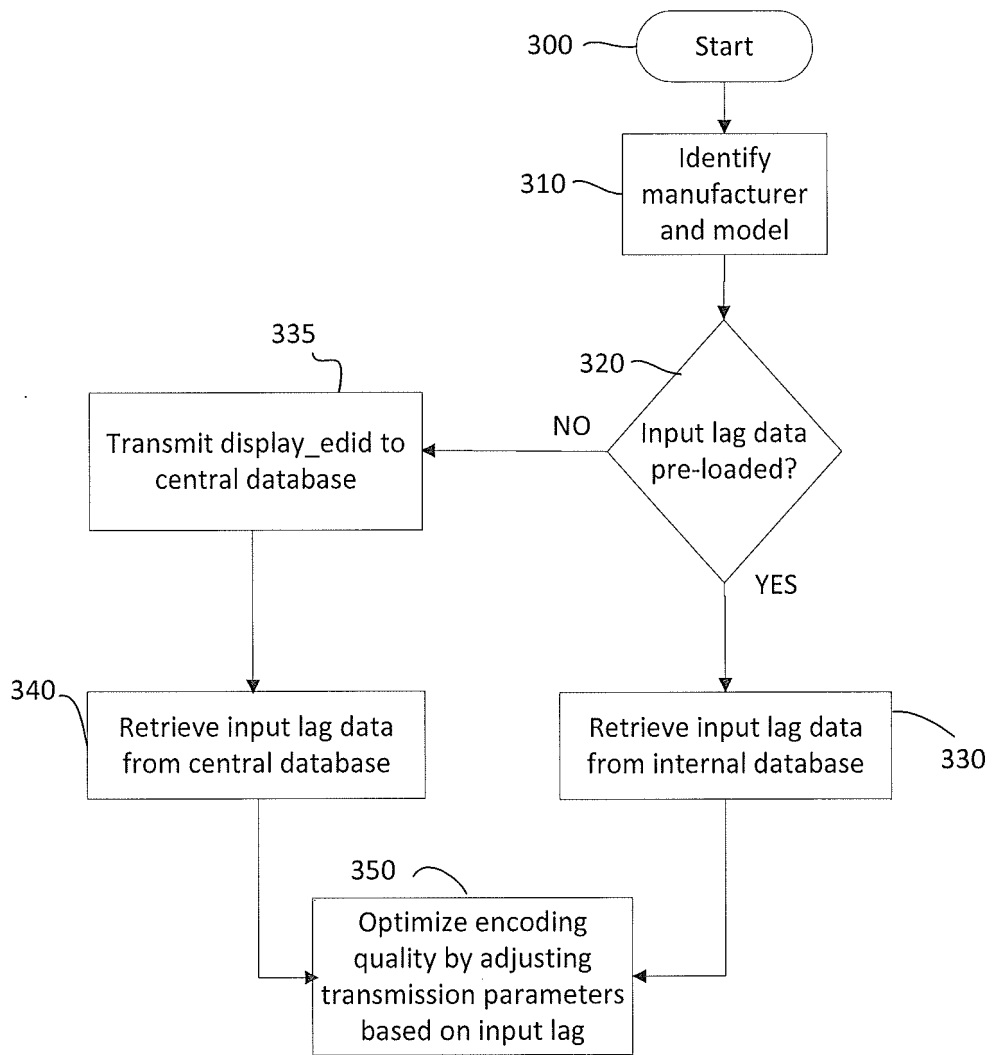 300
Start
310
Identify
manufacturer
and model
335
320
Transmit display_edid to
central database
NO
Input lag data
pre-loaded?
YES
340
Retrieve input lag data
from central database
Retrieve input lag data
from internal database
330
350
Optimize encoding
quality by adjusting
transmission parameters
based on input lag